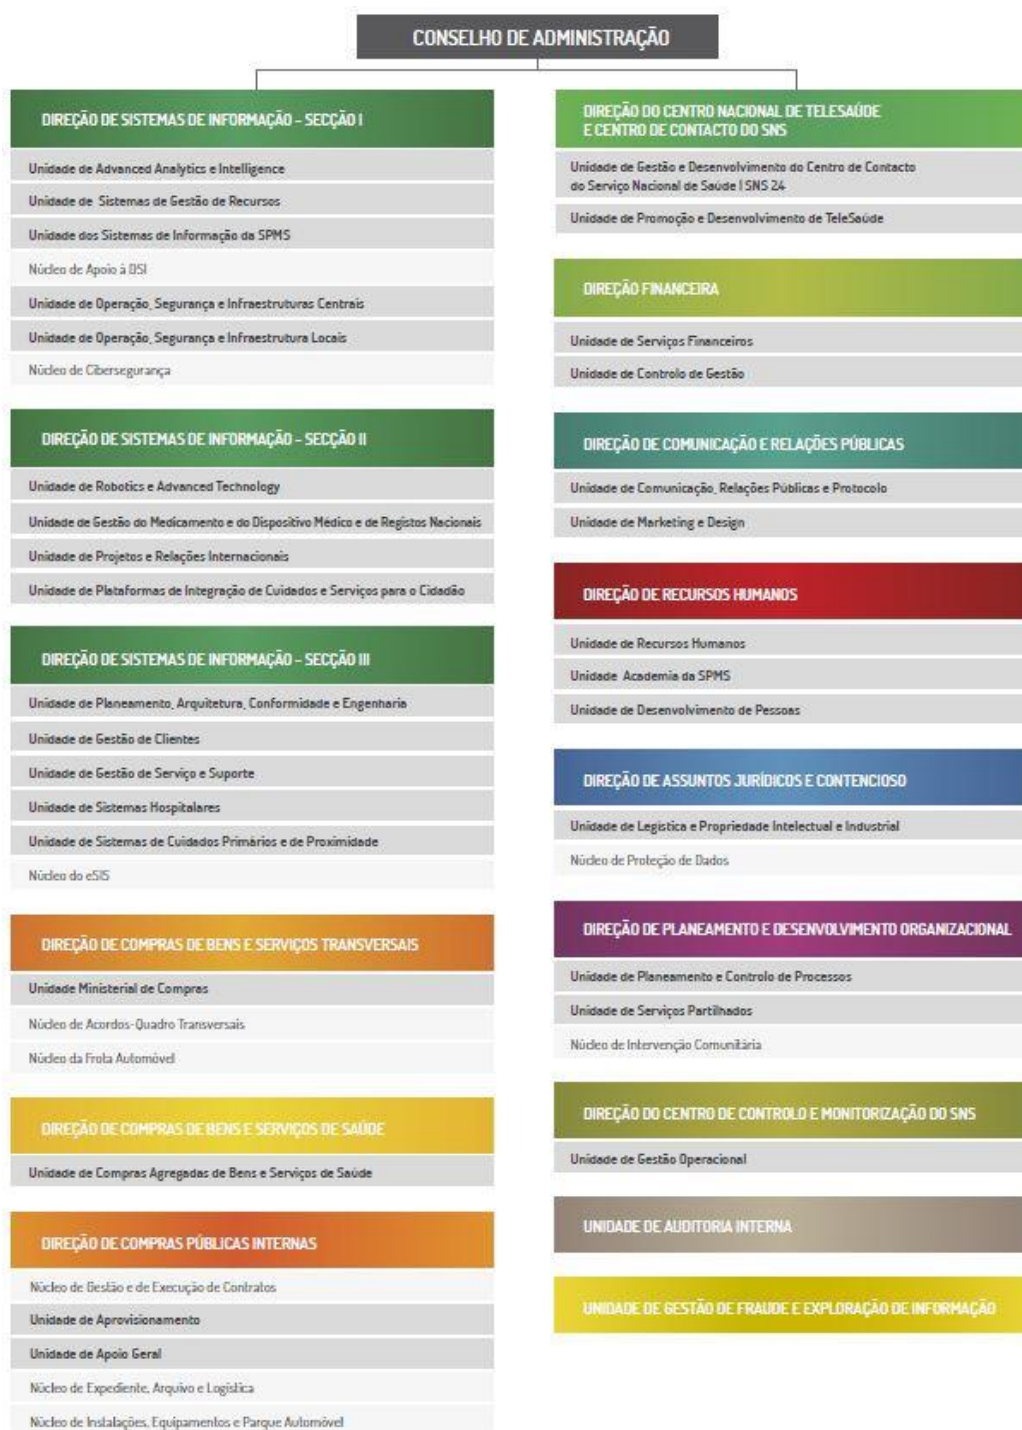 CONSELHO DE ADMINISTRAÇÃO
DIREÇÃO DE SISTEMAS DE INFORMAÇÃO – SECÇÃO I
Unidade de Advanced Analytics e Intelligence
Unidade de Sistemas de Gestão de Recursos
Unidade dos Sistemas de Informação da SPMS
Núcleo de Apoio à DSI
Unidade de Operação, Segurança e Infraestruturas Centrais
Unidade de Operação, Segurança e Infraestrutura Locais
Núcleo de Cibersegurança
DIREÇÃO DE SISTEMAS DE INFORMAÇÃO – SECÇÃO II
Unidade de Robotics e Advanced Technology
Unidade de Gestão do Medicamento e do Dispositivo Médico e de Registos Nacionais
Unidade de Projetos e Relações Internacionais
Unidade de Plataformas de Integração de Cuidados e Serviços para o Cidadão
DIREÇÃO DE SISTEMAS DE INFORMAÇÃO – SECÇÃO III
Unidade de Planeamento, Arquitetura, Conformidade e Engenharia
Unidade de Gestão de Clientes
Unidade de Gestão de Serviço e Suporte
Unidade de Sistemas Hospitalares
Unidade de Sistemas de Cuidados Primários e de Proximidade
Núcleo do eSIS
DIREÇÃO DE COMPRAS DE BENS E SERVIÇOS TRANSVERSAIS
Unidade Ministerial de Compras
Núcleo de Acordos-Quadro Transversais
Núcleo da Frota Automóvel
DIREÇÃO DE COMPRAS DE BENS E SERVIÇOS DE SAÚDE
Unidade de Compras Agregadas de Bens e Serviços de Saúde
DIREÇÃO DE COMPRAS PÚBLICAS INTERNAS
Núcleo de Gestão e de Execução de Contratos
Unidade de Aprovisionamento
Unidade de Apoio Geral
Núcleo de Expediente, Arquivo e Logística
Núcleo de Instalações, Equipamentos e Parque Automóvel
DIREÇÃO DO CENTRO NACIONAL DE TELESAÚDE
E CENTRO DE CONTACTO DO SNS
Unidade de Gestão e Desenvolvimento do Centro de Contacto
do Serviço Nacional de Saúde | SNS 24
Unidade de Promoção e Desenvolvimento de TeleSaúde
DIREÇÃO FINANCEIRA
Unidade de Serviços Financeiros
Unidade de Controlo de Gestão
DIREÇÃO DE COMUNICAÇÃO E RELAÇÕES PÚBLICAS
Unidade de Comunicação, Relações Públicas e Protocolo
Unidade de Marketing e Design
DIREÇÃO DE RECURSOS HUMANOS
Unidade de Recursos Humanos
Unidade Academia da SPMS
Unidade de Desenvolvimento de Pessoas
DIREÇÃO DE ASSUNTOS JURÍDICOS E CONTENCIOSO
Unidade de Legística e Propriedade Intelectual e Industrial
Núcleo de Proteção de Dados
DIREÇÃO DE PLANEAMENTO E DESENVOLVIMENTO ORGANIZACIONAL
Unidade de Planeamento e Controlo de Processos
Unidade de Serviços Partilhados
Núcleo de Intervenção Comunitária
DIREÇÃO DO CENTRO DE CONTROLO E MONITORIZAÇÃO DO SNS
Unidade de Gestão Operacional
UNIDADE DE AUDITORIA INTERNA
UNIDADE DE GESTÃO DE FRAUDE E EXPLORAÇÃO DE INFORMAÇÃO